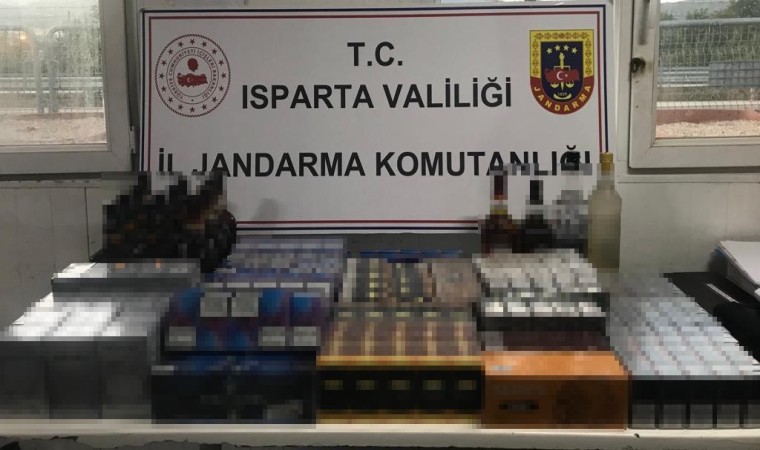 T.C.
ISPARTA VALİLİĞİ
İL JANDARMA KOMUTANLIĞI
JANDARMA